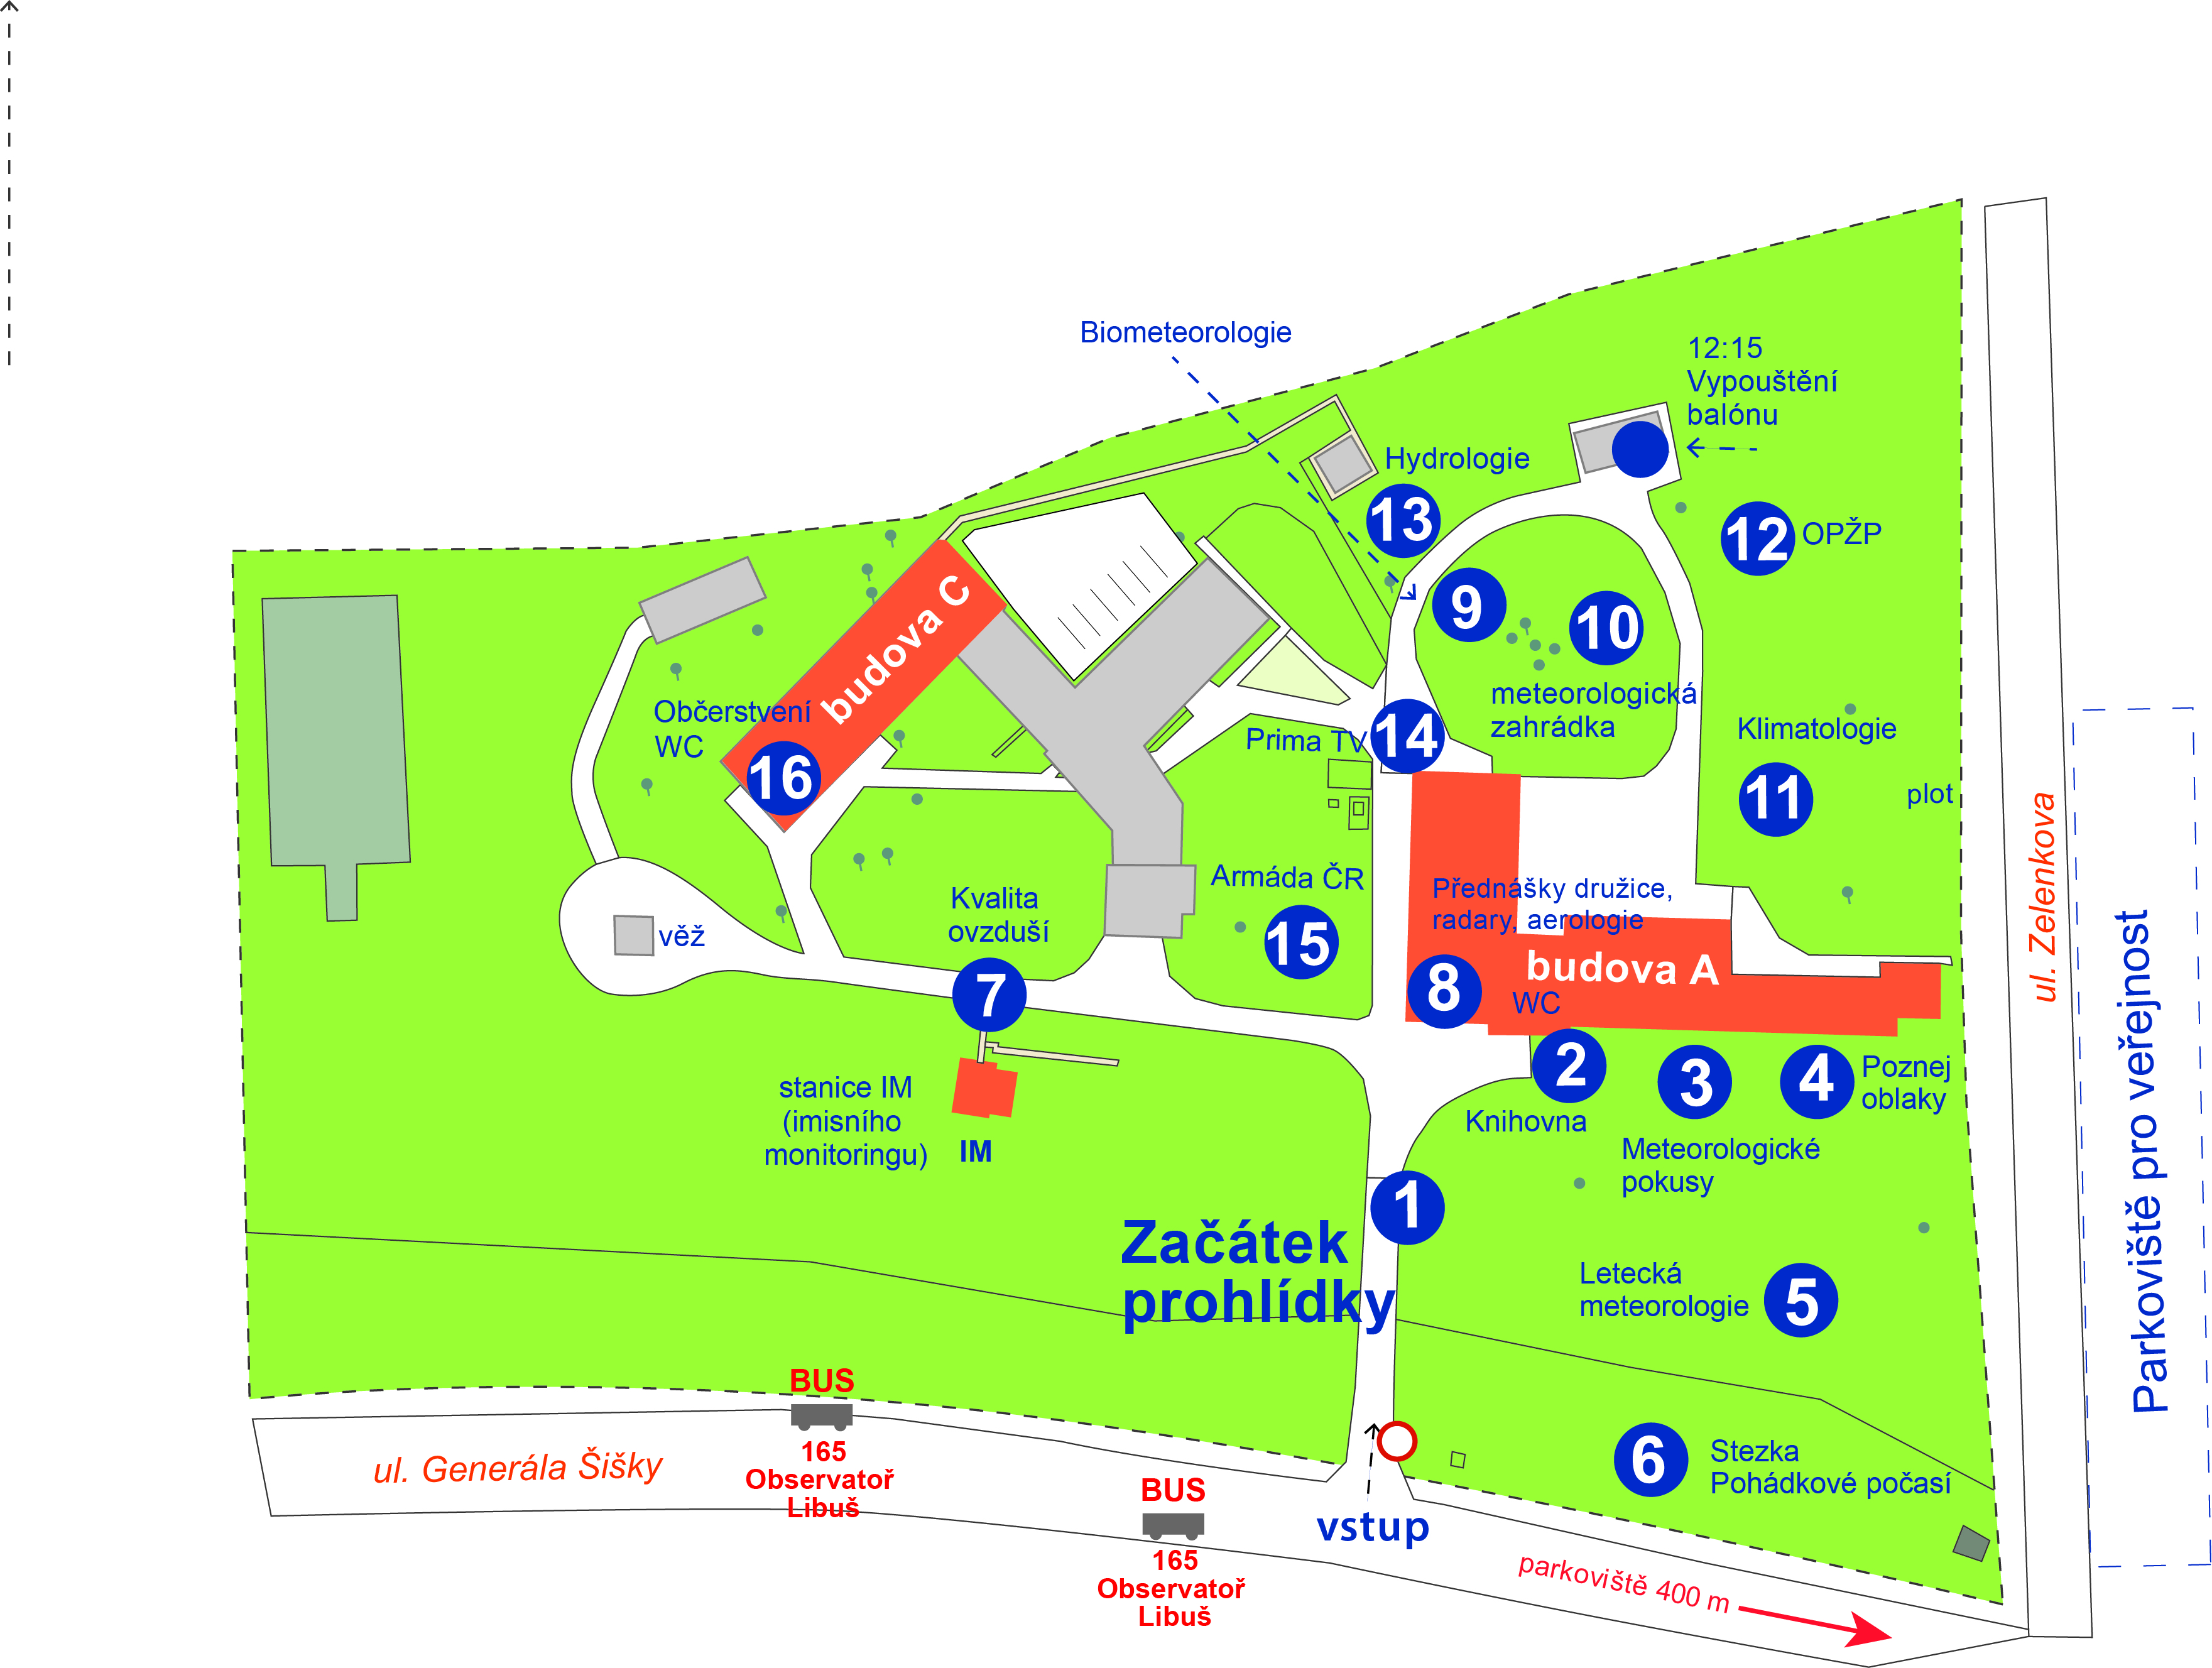 Biometeorologie
12:15
Vypouštění
balónu
Hydrologie
13
12
OPŽP
9
10
meteorologická
zahrádka
budova C
Občerstvení
WC
16
Prima TV
14
Klimatologie
11
plot
ul. Zelenkova
Parkoviště pro veřejnost
Armáda ČR
15
Přednášky družice,
radary, aerologie
budova A
8
WC
Kvalita
ovzduší
7
věž
stanice IM
(imisního
monitoringu)
IM
2
Knihovna
3
Meteorologické
pokusy
4
Poznej
oblaky
1
Začátek
prohlídky
Letecká
meteorologie
5
6
Stezka
Pohádkové počasí
BUS
165
Observatoř
Libuš
ul. Generála Šišky
BUS
165
Observatoř
Libuš
vstup
parkoviště 400 m